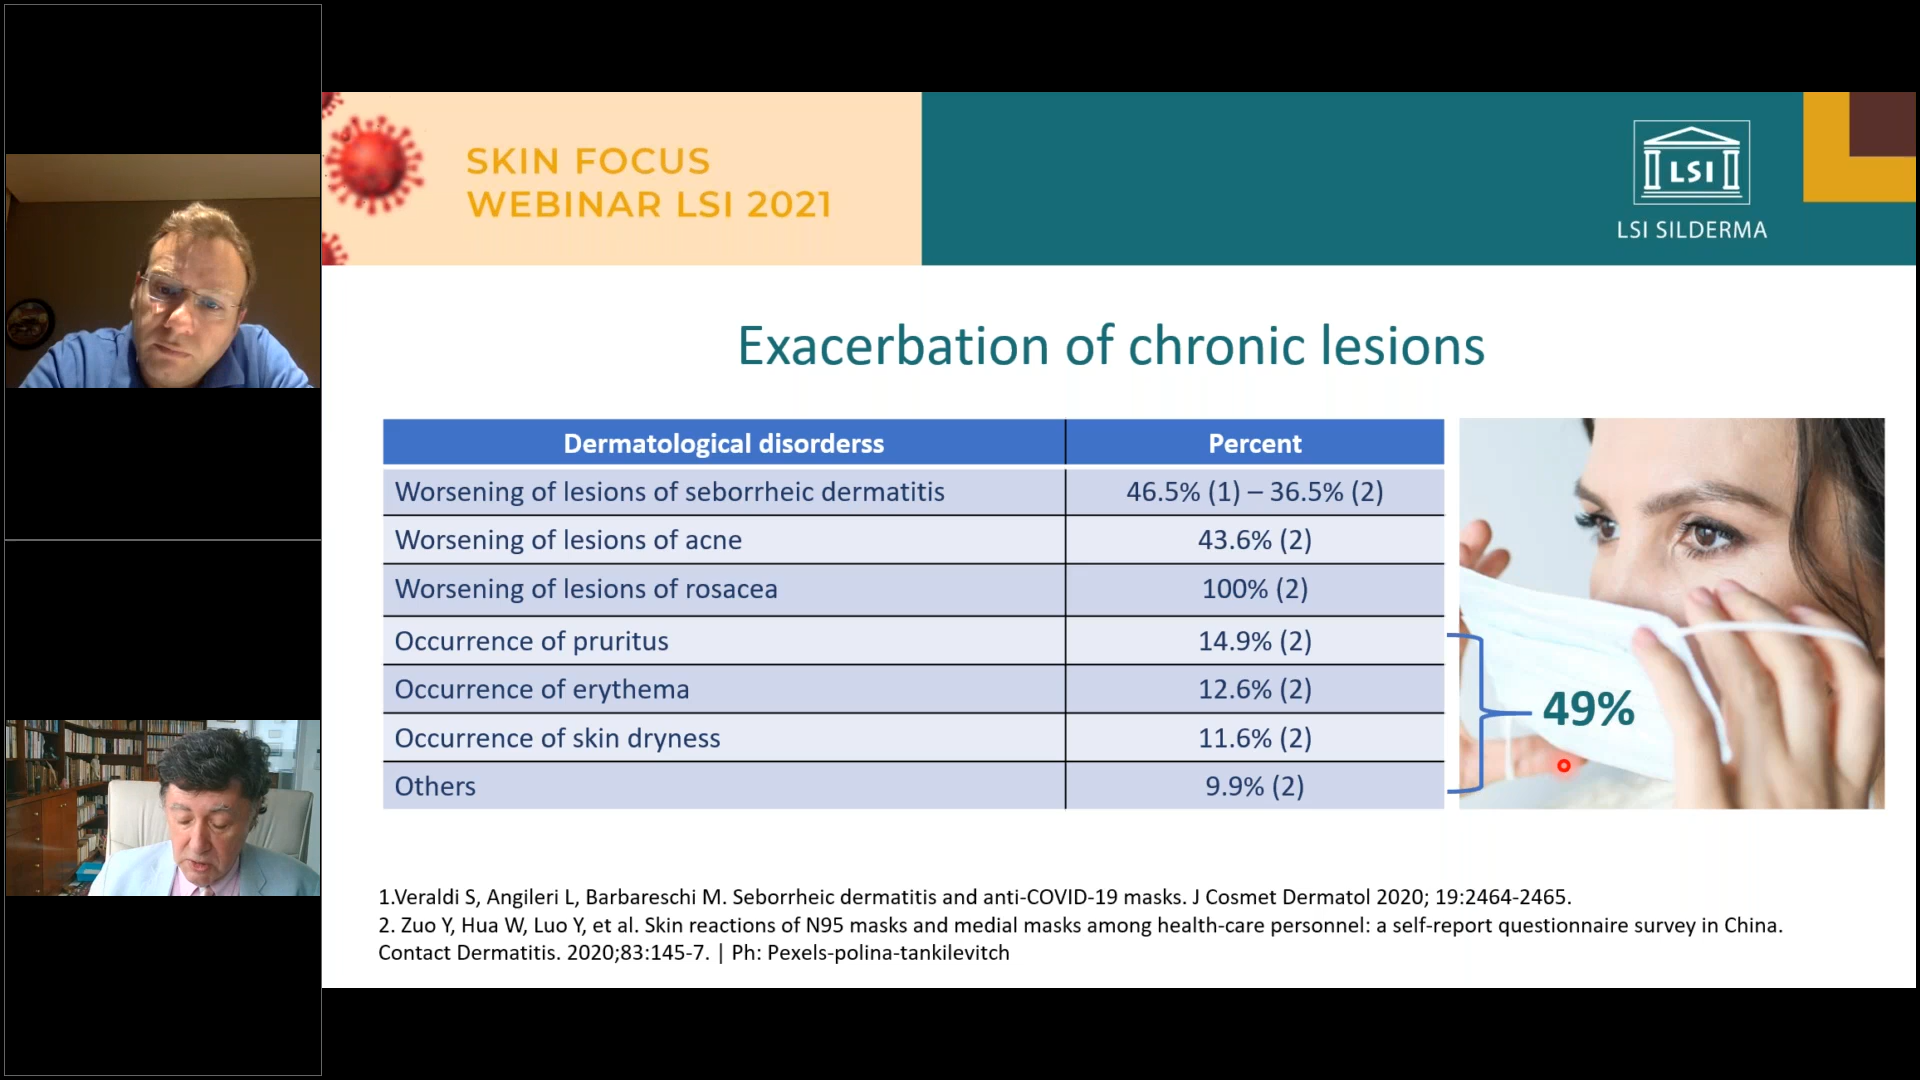 SKIN FOCUS
WEBINAR LSI 2021
LSI
LSI SILDERMA
Exacerbation of chronic lesions
Dermatological disorderss Percent
Worsening of lesions of seborrheic dermatitis 46.5% (1) – 36.5% (2)
Worsening of lesions of acne 43.6% (2)
Worsening of lesions of rosacea 100% (2)
Occurrence of pruritus 14.9% (2)
Occurrence of erythema 12.6% (2)
49%
Occurrence of skin dryness 11.6% (2)
Others 9.9% (2)
1.Veraldi S, Angileri L, Barbareschi M. Seborrheic dermatitis and anti-COVID-19 masks. J Cosmet Dermatol 2020; 19:2464-2465.
2. Zuo Y, Hua W, Luo Y, et al. Skin reactions of N95 masks and medial masks among health-care personnel: a self-report questionnaire survey in China.
Contact Dermatitis. 2020;83:145-7. | Ph: Pexels-polina-tankilevitch